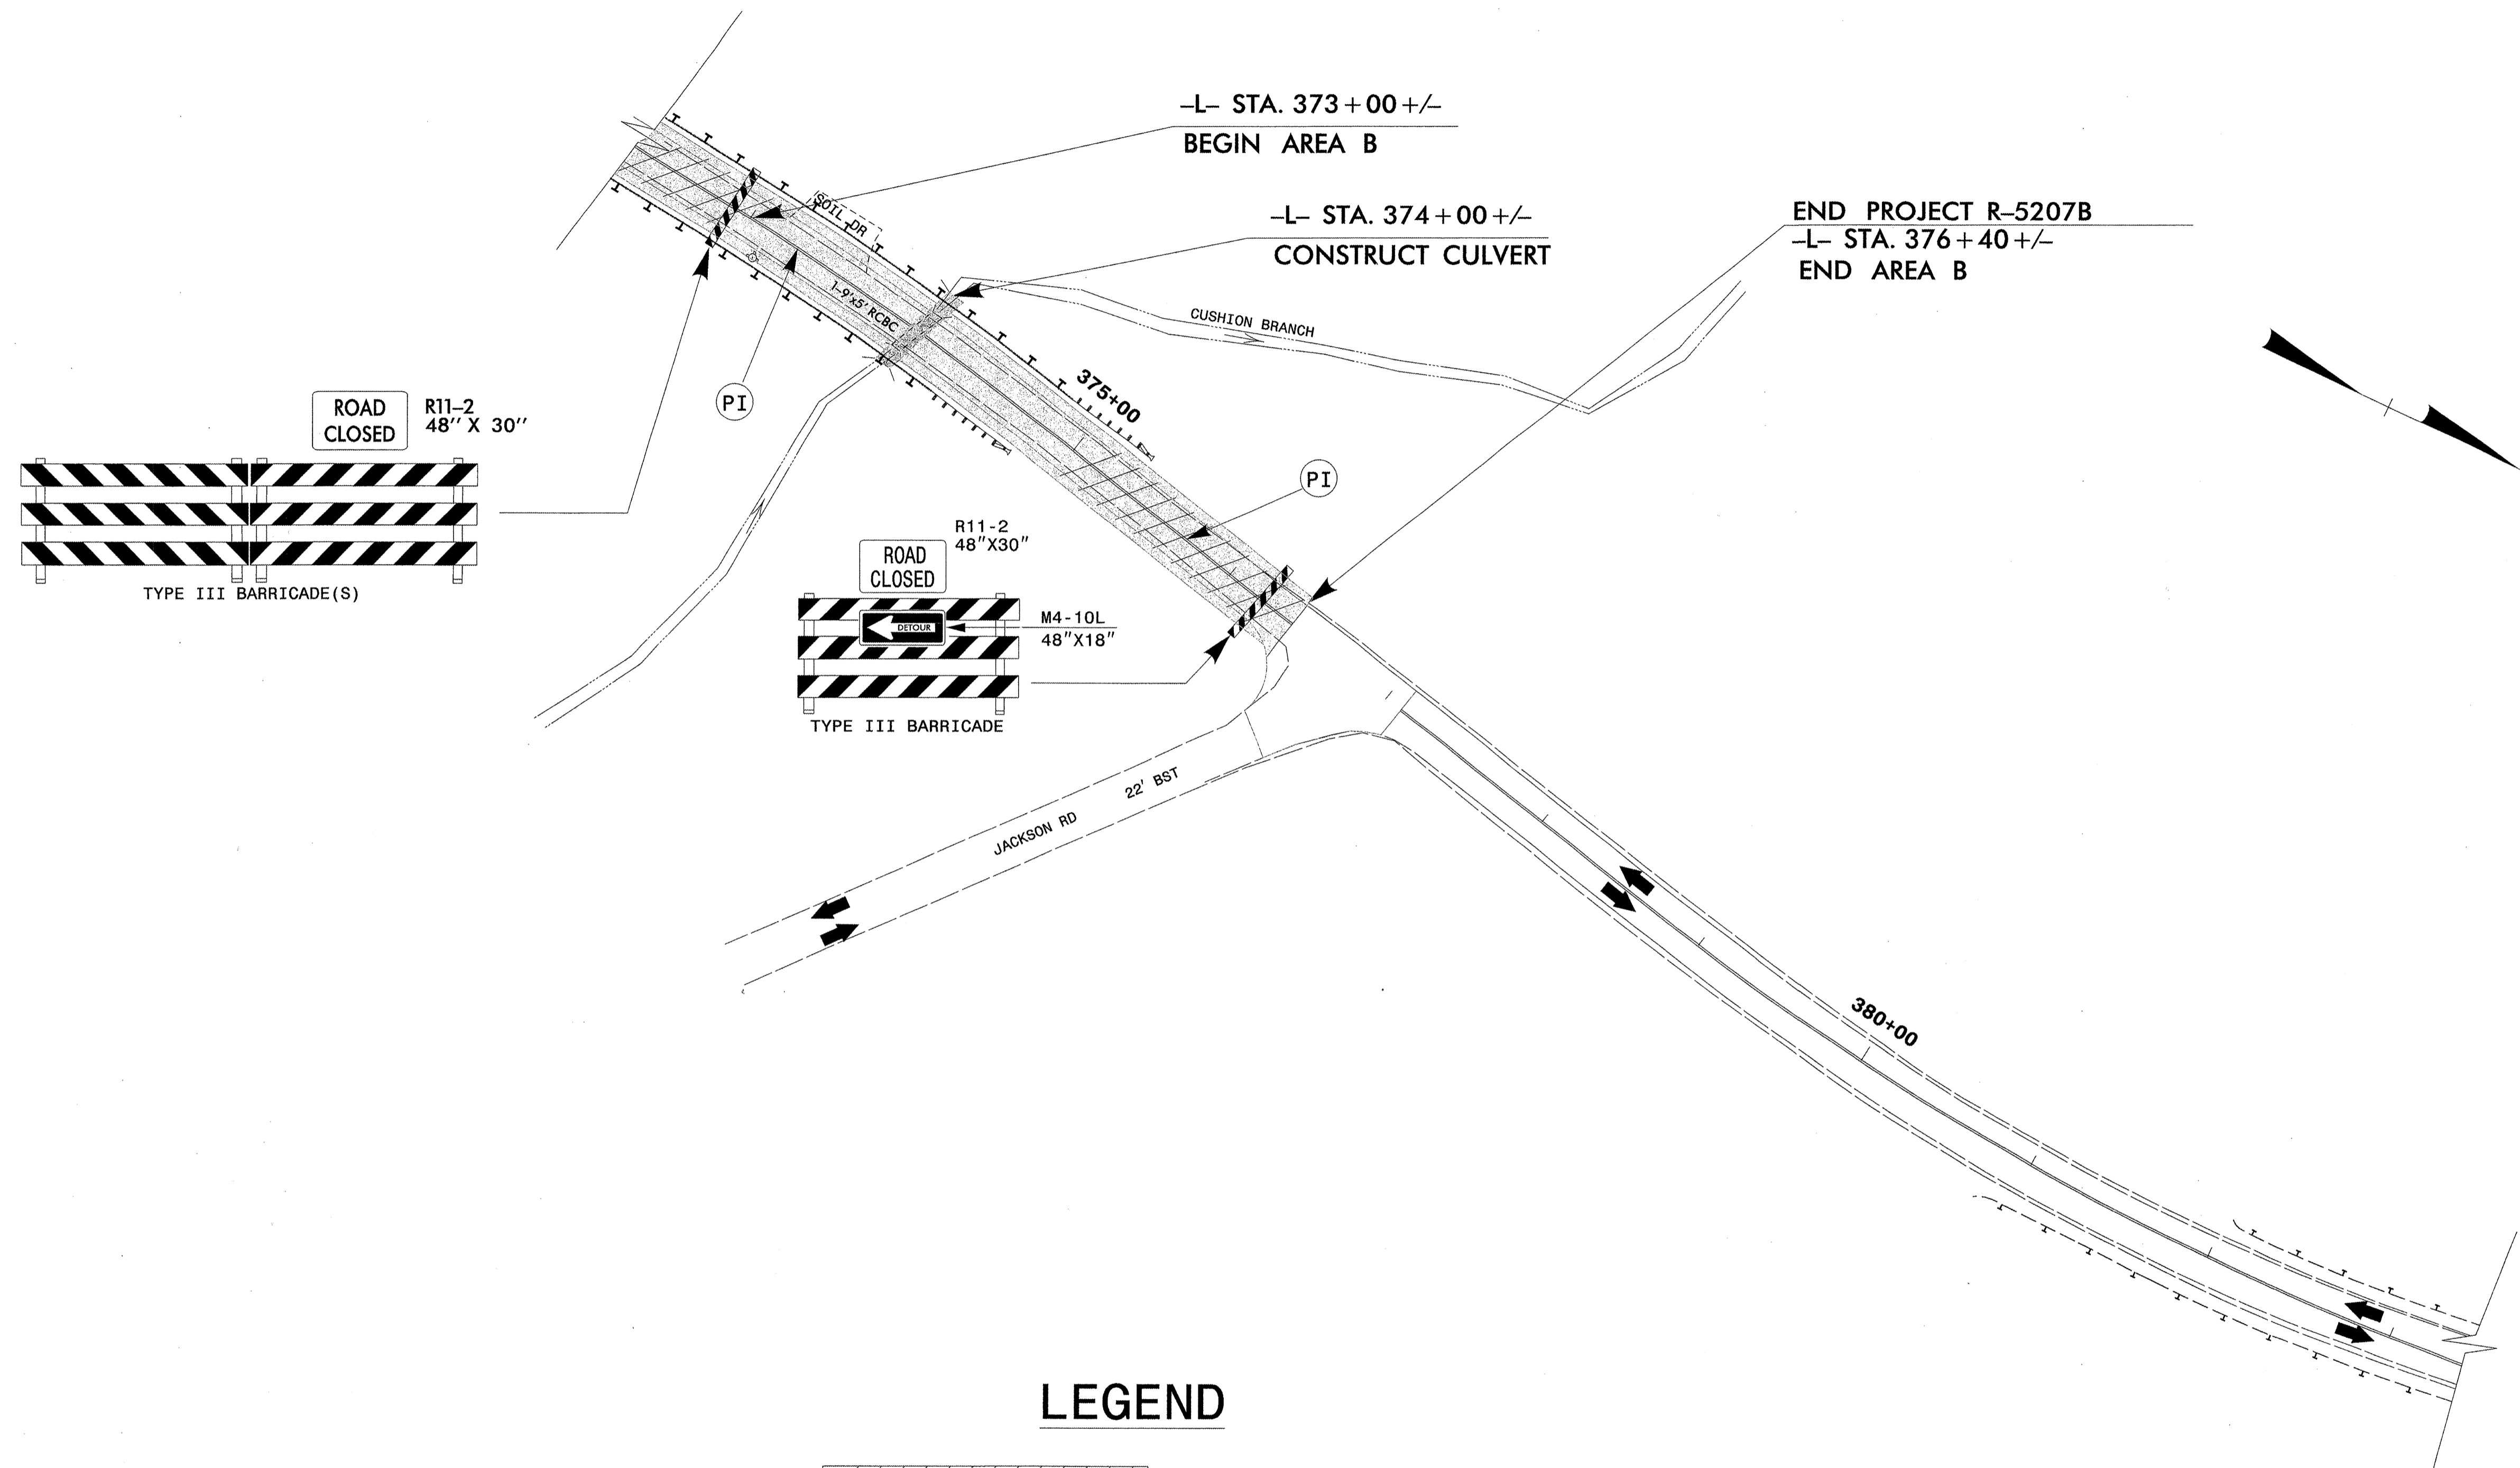 -L- STA. 373+00 +/-
BEGIN AREA B
-L- STA. 374+00 +/-
CONSTRUCT CULVERT
END PROJECT R-5207B
-L- STA. 376+40 +/-
END AREA B
SOIL DR
1-9'x5' RCBC
CUSHION BRANCH
375+00
PI
PI
ROAD
CLOSED
R11-2
48" X 30"
TYPE III BARRICADE(S)
R11-2
48"X30"
ROAD
CLOSED
DETOUR
M4-10L
48"X18"
TYPE III BARRICADE
22' BST
JACKSON RD
380+00
LEGEND